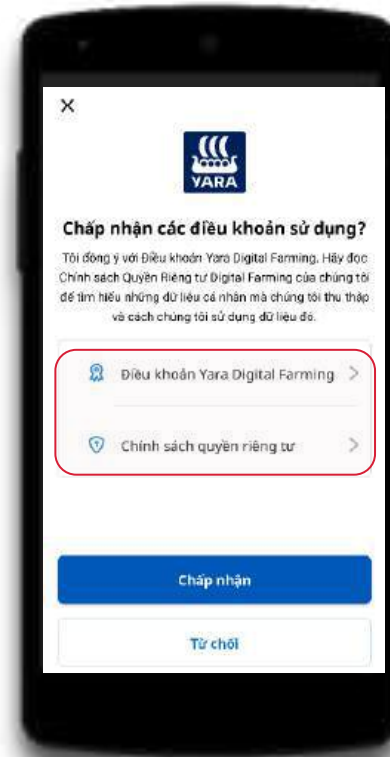 YARA
Chấp nhận các điều khoản sử dụng?
Tôi đồng ý với Điều khoản Yara Digital Farming. Hãy đọc
Chính sách Quyền Riêng tư Digital Farming của chúng tôi
để tìm hiểu những dữ liệu cá nhân mà chúng tôi thu thập
và cách chúng tôi sử dụng dữ liệu đó.
Điều khoản Yara Digital Farming
Chính sách quyền riêng tư
Chấp nhận
Từ chối